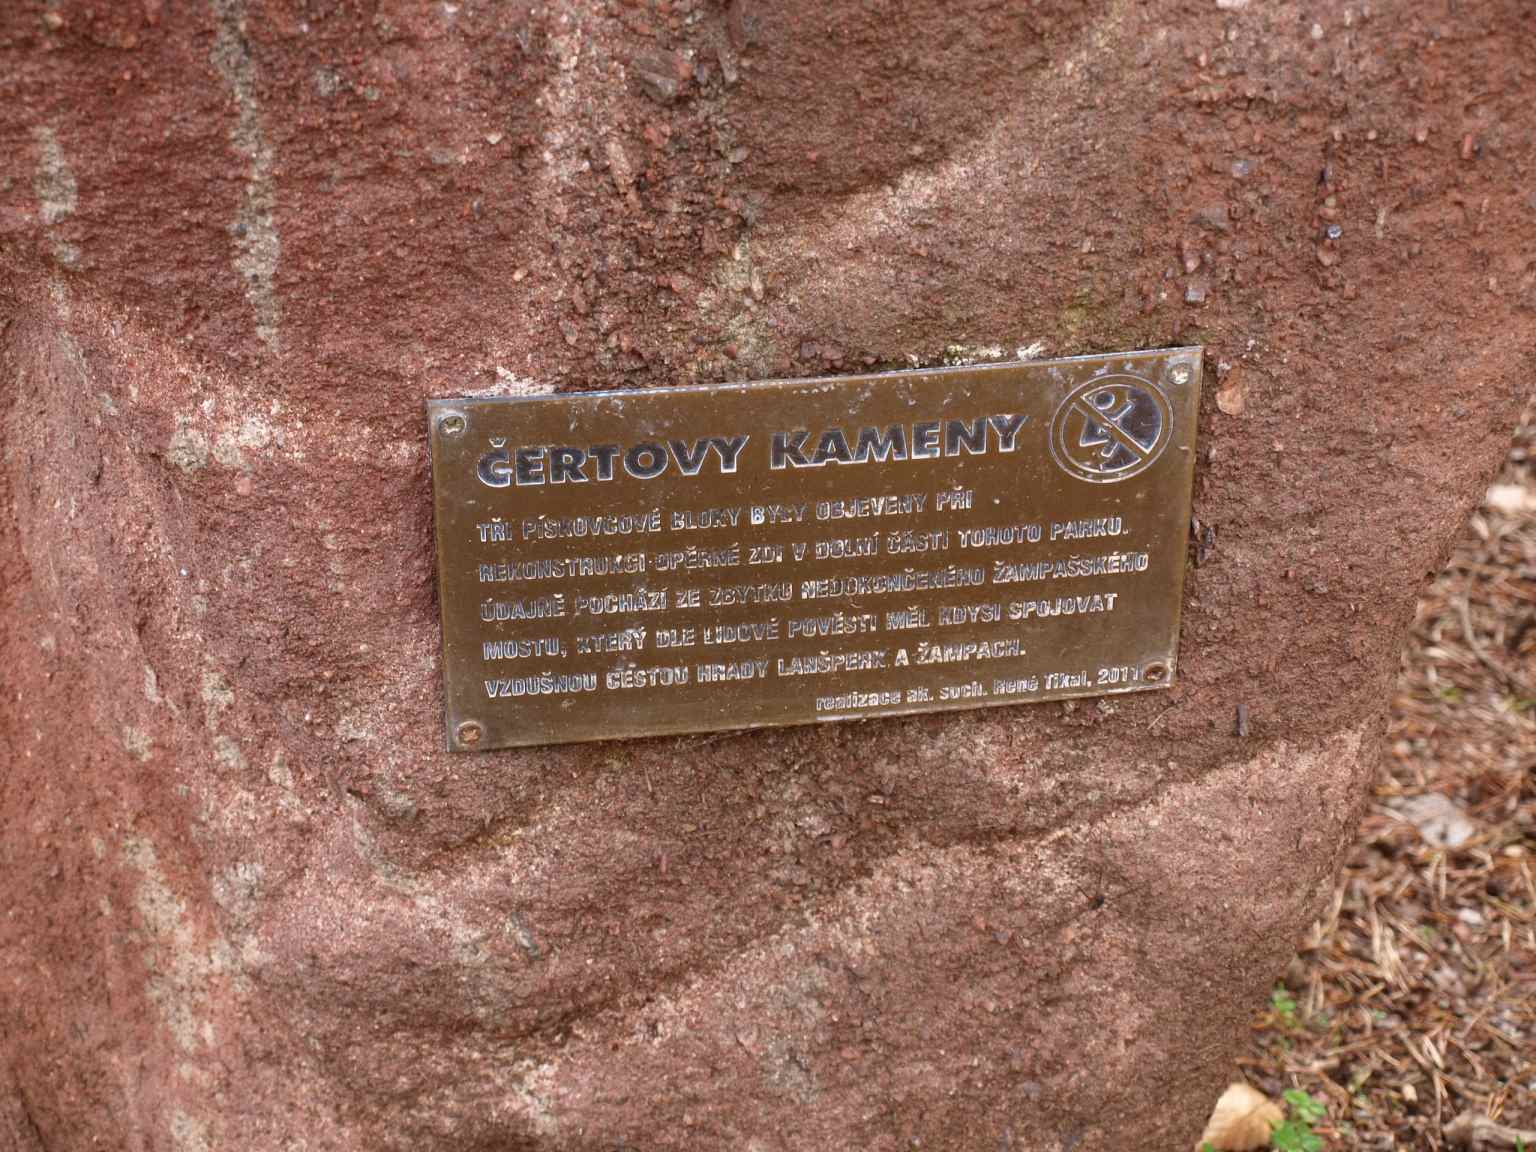 ČERTOVY KAMENY
TŘI PÍSKOVCOVÉ BLOKY BYLY OBJEVENY PŘI
REKONSTRUKCI OPĚRNÉ ZDI V DOLNÍ ČÁSTI TOHOTO PARKU.
ÚDAJNĚ POCHÁZÍ ZE ZBYTKU NEDOKONČENÉHO ŽAMPAŠSKÉHO
MOSTU, KTERÝ DLE LIDOVÉ POVĚSTI MĚL KDYSI SPOJOVAT
VZDUŠNOU CESTOU HRADY LANŠPERK A ŽAMPACH.
realizace ak. soch. René Tikal, 2011